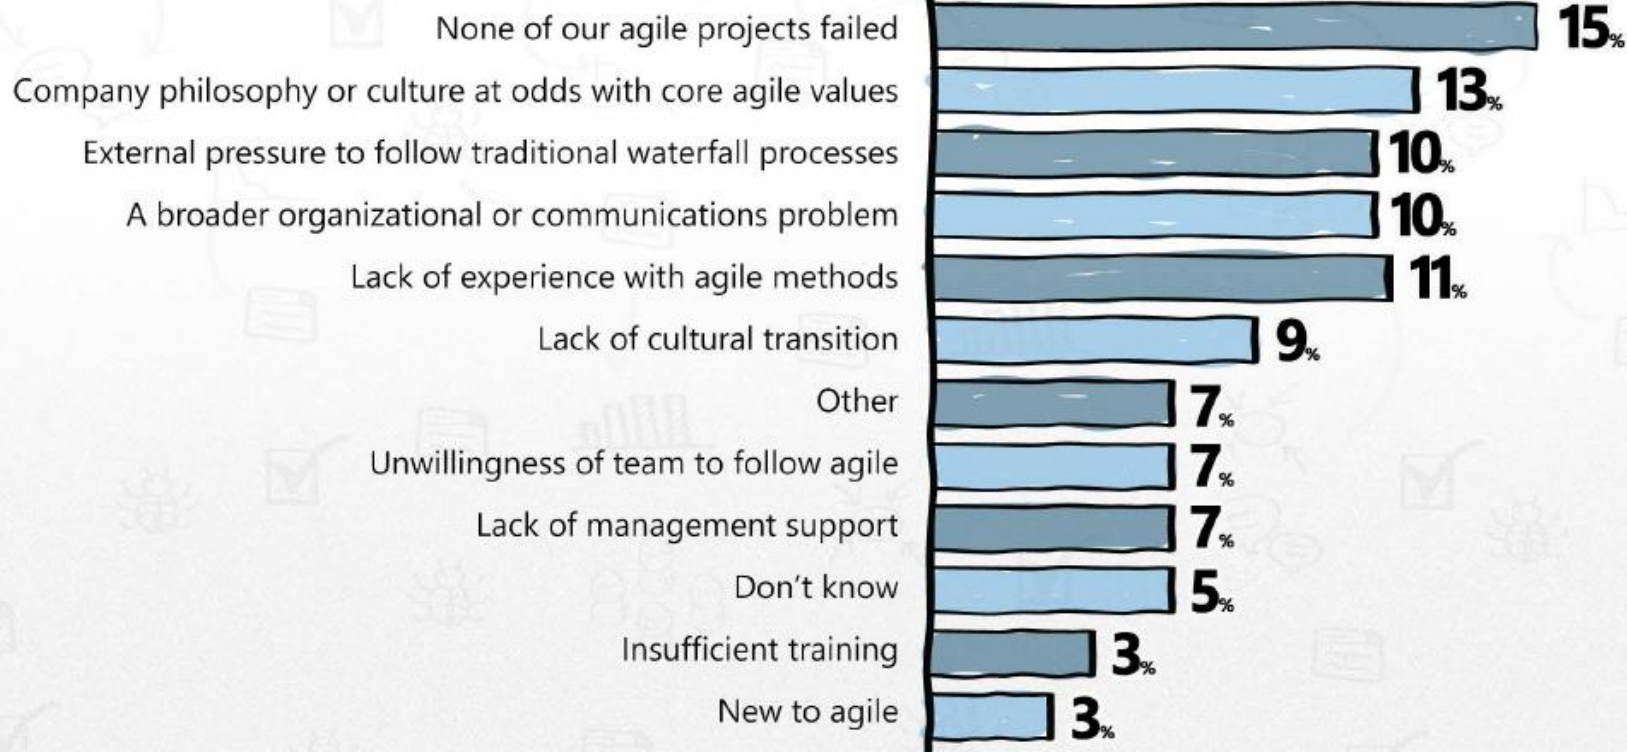 None of our agile projects failed 15%
Company philosophy or culture at odds with core agile values 13%
External pressure to follow traditional waterfall processes 10%
A broader organizational or communications problem 10%
Lack of experience with agile methods 11%
Lack of cultural transition 9%
Other 7%
Unwillingness of team to follow agile 7%
Lack of management support 7%
Don't know 5%
Insufficient training 3%
New to agile 3%